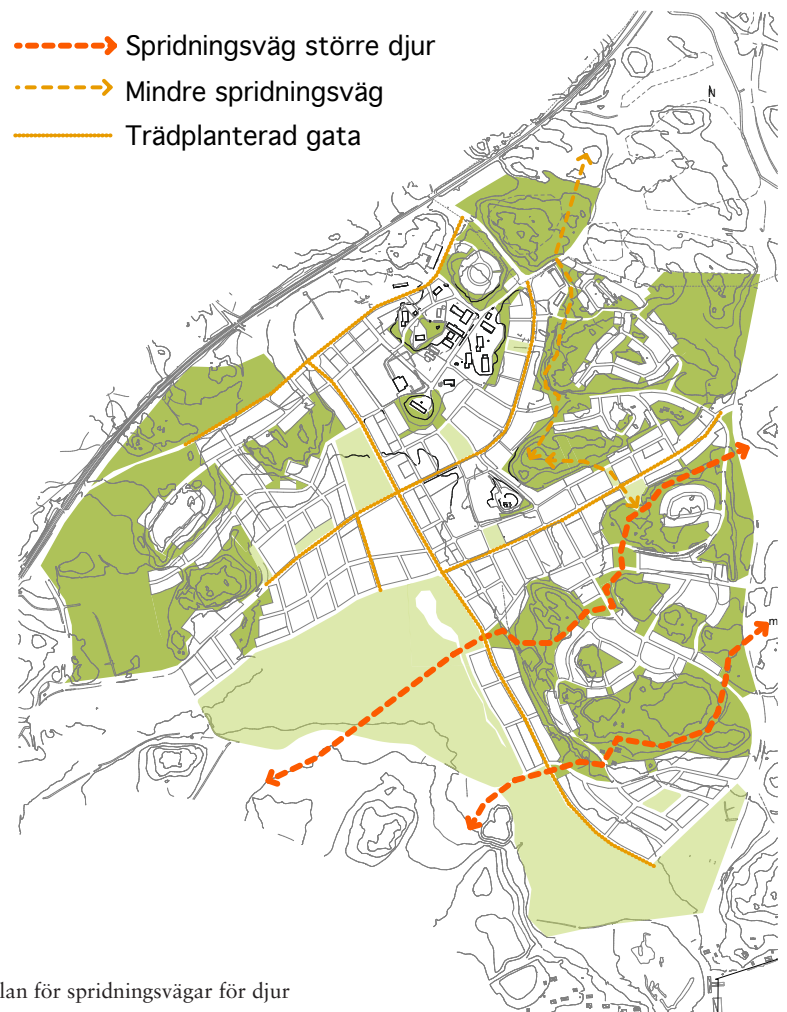 Spridningsväg större djur
Mindre spridningsväg
Trädplanterad gata
N
m
lan för spridningsvägar för djur